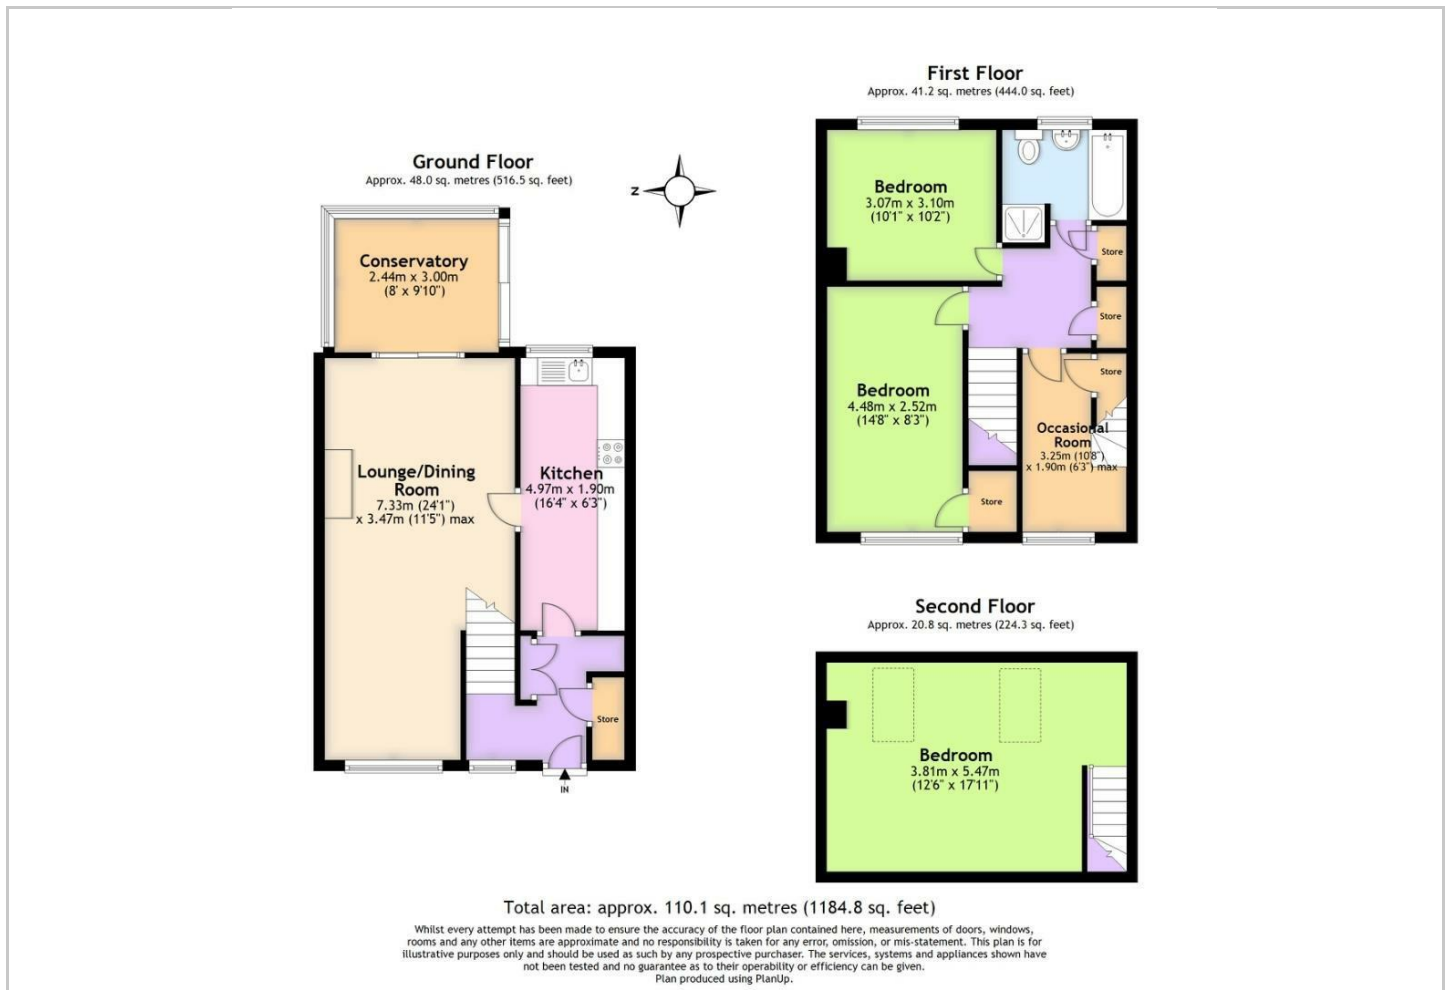 Ground Floor
Approx. 48.0 sq. metres (516.5 sq. feet)
Z
Conservatory
2.44m x 3.00m
(8' x 9'10")
Lounge/Dining
Room
7.33m (24'1")
x 3.47m (11'5") max
Kitchen
4.97m x 1.90m
(16'4" x 6'3")
Store
IN
First Floor
Approx. 41.2 sq. metres (444.0 sq. feet)
Bedroom
3.07m x 3.10m
(10'1" x 10'2")
Store
Store
Store
Bedroom
4.48m x 2.52m
(14'8" x 8'3")
Occasional
Room
3.25m (10'8")
x 1.90m (6'3") max
Store
Second Floor
Approx. 20.8 sq. metres (224.3 sq. feet)
Bedroom
3.81m x 5.47m
(12'6" x 17'11")
Total area: approx. 110.1 sq. metres (1184.8 sq. feet)
Whilst every attempt has been made to ensure the accuracy of the floor plan contained here, measurements of doors, windows,
rooms and any other items are approximate and no responsibility is taken for any error, omission, or mis-statement. This plan is for
illustrative purposes only and should be used as such by any prospective purchaser. The services, systems and appliances shown have
not been tested and no guarantee as to their operability or efficiency can be given.
Plan produced using PlanUp.